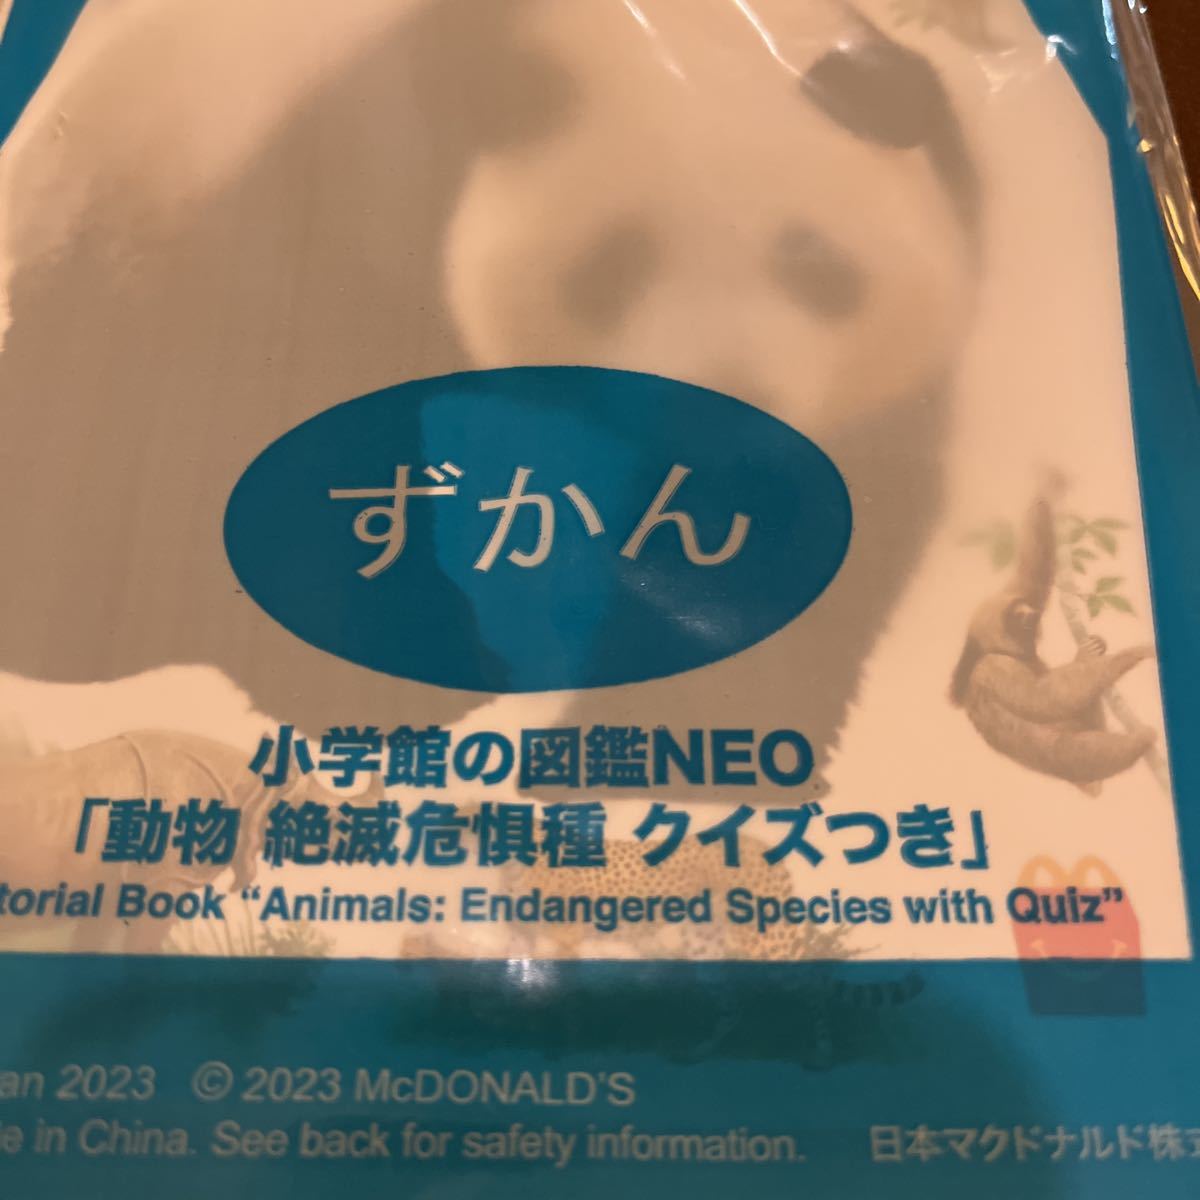 ずかん
小学館の図鑑NEO
「動物 絶滅危惧種 クイズつき」
Book “Animals: Endangered Species with Quiz”
2023 © 2023 McDONALD'S
in China. See back for safety information. 日本マクドナルド株